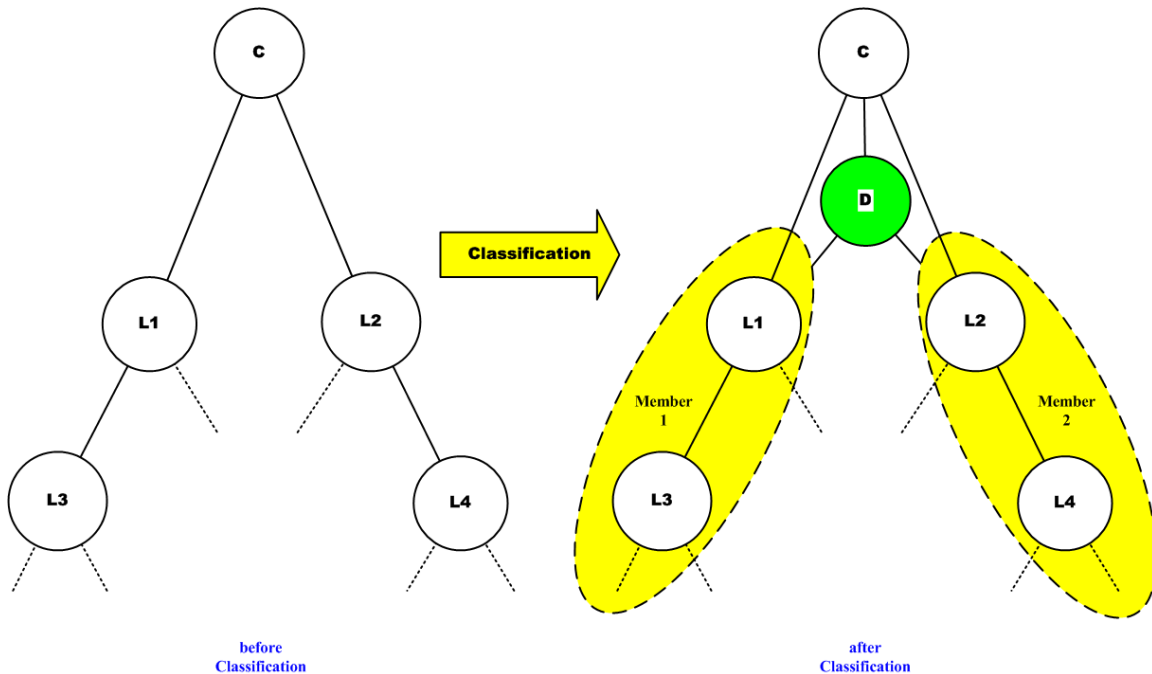 C
C
D
Classification
L1
L2
L1
L2
Member
1
Member
2
L3
L4
L3
L4
before
Classification
after
Classification